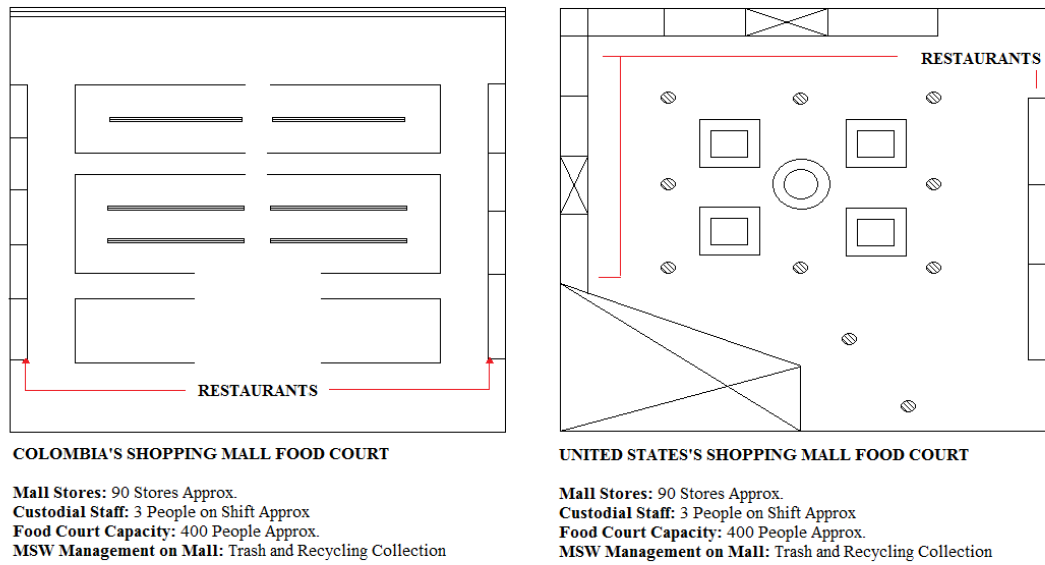 RESTAURANTS
COLOMBIA'S SHOPPING MALL FOOD COURT
Mall Stores: 90 Stores Approx.
Custodial Staff: 3 People on Shift Approx
Food Court Capacity: 400 People Approx.
MSW Management on Mall: Trash and Recycling Collection
RESTAURANTS
UNITED STATES'S SHOPPING MALL FOOD COURT
Mall Stores: 90 Stores Approx.
Custodial Staff: 3 People on Shift Approx
Food Court Capacity: 400 People Approx.
MSW Management on Mall: Trash and Recycling Collection